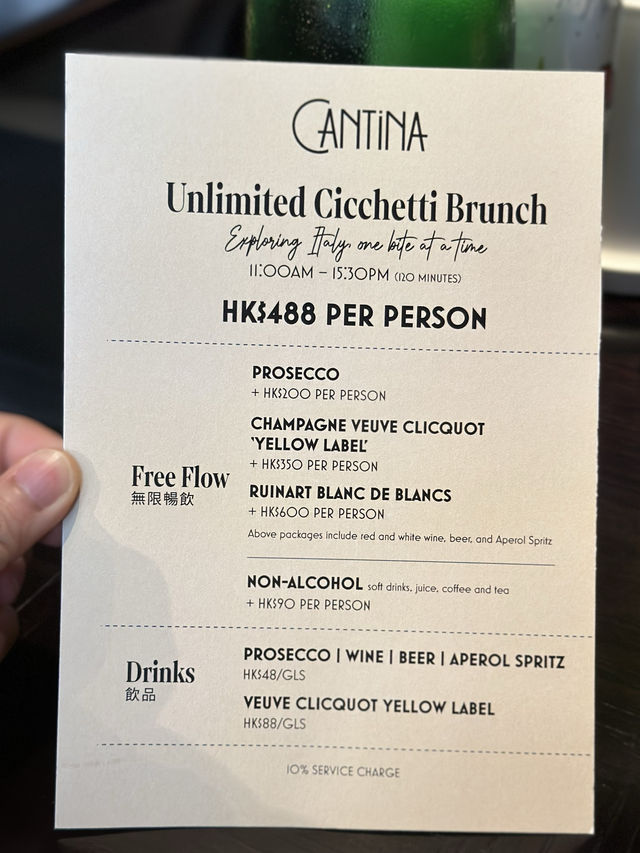 CANTiNA
Unlimited Cicchetti Brunch
Exploring Italy, one bite at a time
11:00AM – 15:30PM (120 MINUTES)
HK$488 PER PERSON
PROSECCO
+ HK$200 PER PERSON
CHAMPAGNE VEUVE CLICQUOT
'YELLOW LABEL'
+ HK$350 PER PERSON
Free Flow
無限暢飲
RUINART BLANC DE BLANCS
+ HK$600 PER PERSON
Above packages include red and white wine, beer, and Aperol Spritz
NON-ALCOHOL soft drinks, juice, coffee and tea
+ HK$90 PER PERSON
Drinks
飲品
PROSECCO | WINE | BEER | APEROL SPRITZ
HK$48/GLS
VEUVE CLICQUOT YELLOW LABEL
HK$88/GLS
10% SERVICE CHARGE